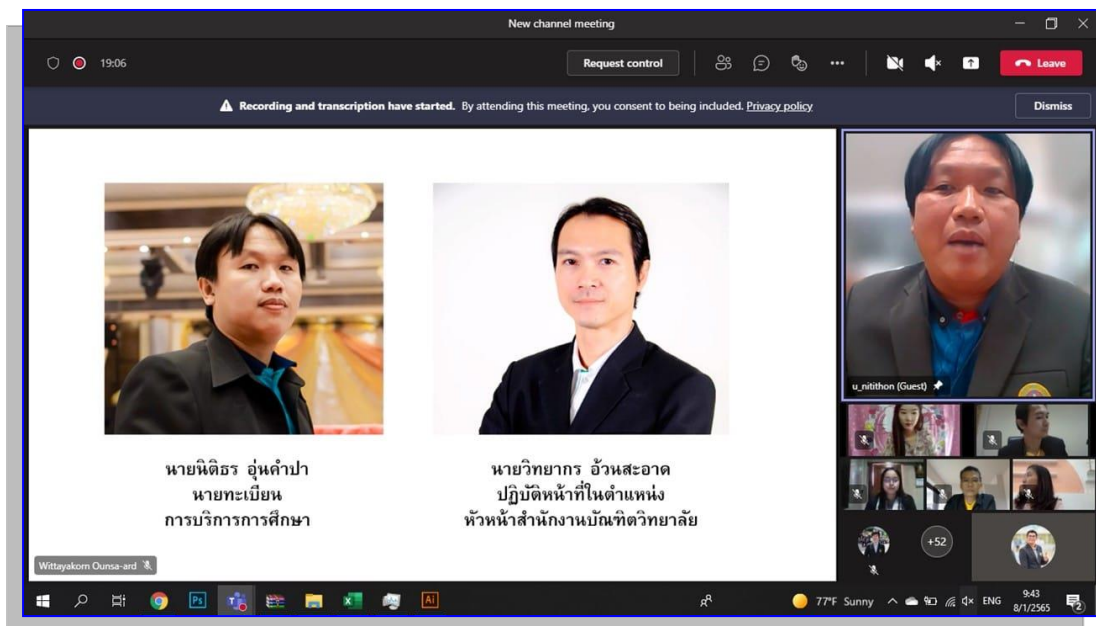 New channel meeting
19:06
Request control
Leave
Recording and transcription have started. By attending this meeting, you consent to being included. Privacy policy
Dismiss
นายนิติธร อุ่นคำปา
นายทะเบียน
การบริการการศึกษา
นายวิทยากร อ้วนสะอาด
ปฏิบัติหน้าที่ในตำแหน่ง
หัวหน้าสำนักงานบัณฑิตวิทยาลัย
Wittayakorn Ounsa-ard
u_nitithon (Guest)
+52
Ps
Ai
77°F Sunny
ENG
9:43
8/1/2565
2